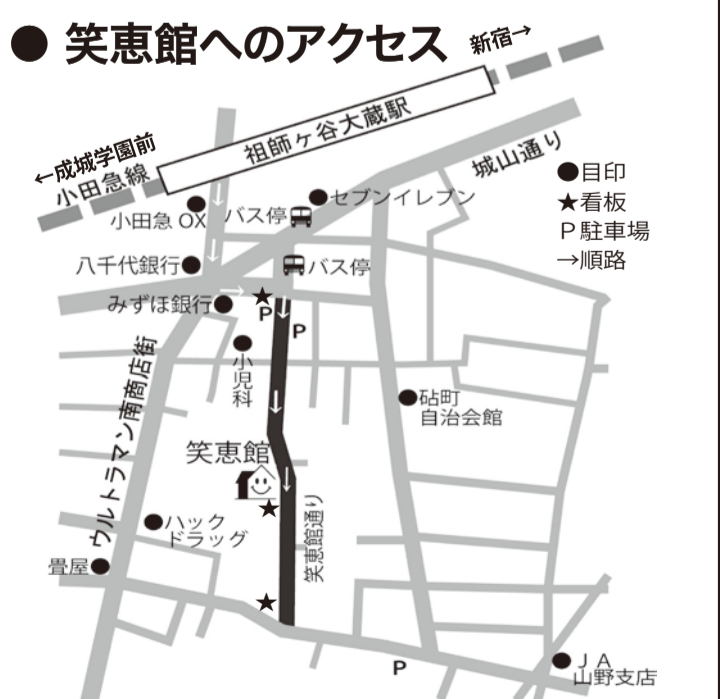 ● 笑恵館へのアクセス
新宿→
←成城学園前
小田急線
祖師ヶ谷大蔵駅
城山通り
●目印
★看板
P 駐車場
→順路
小田急 OX
バス停
セブンイレブン
八千代銀行
バス停
みずほ銀行
P
P
小児科
ウルトラマン南商店街
砧町
自治会館
笑恵館
笑恵館通り
ハック
ドラッグ
畳屋
P
JA
山野支店